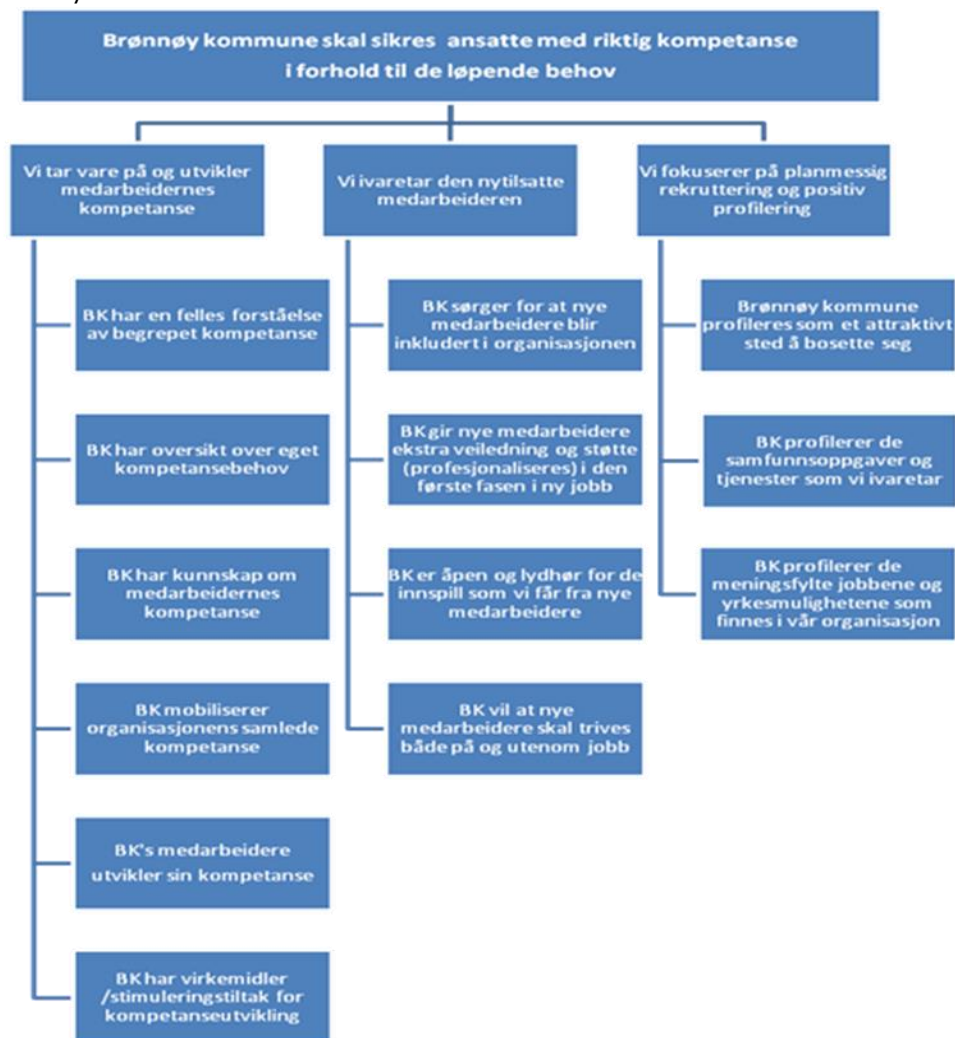 Brønnøy kommune skal sikres ansatte med riktig kompetanse
i forhold til de løpende behov
Vi tar vare på og utvikler
medarbeidernes
kompetanse
BK har en felles forståelse
av begrepet kompetanse
BK har oversikt over eget
kompetansebehov
BK har kunnskap om
medarbeidernes
kompetanse
BK mobiliserer
organisasjonens samlede
kompetanse
BK's medarbeidere
utvikler sin kompetanse
BK har virkemidler
/stimuleringstiltak for
kompetanseutvikling
Vi ivaretar den nytilsatte
medarbeideren
BK sørger for at nye
medarbeidere blir
inkludert i organisasjonen
BK gir nye medarbeidere
ekstra veiledning og støtte
(profesjonaliseres) i den
første fasen i ny jobb
BK er åpen og lydhør for de
innspill som vi får fra nye
medarbeidere
BK vil at nye
medarbeidere skal trives
både på og utenom jobb
Vi fokuserer på planmessig
rekruttering og positiv
profilering
Brønnøy kommune
profileres som et attraktivt
sted å bosette seg
BK profilerer de
samfunnsoppgaver og
tjenester som vi ivaretar
BK profilerer de
meningsfylte jobbene og
yrkesmulighetene som
finnes i vår organisasjon